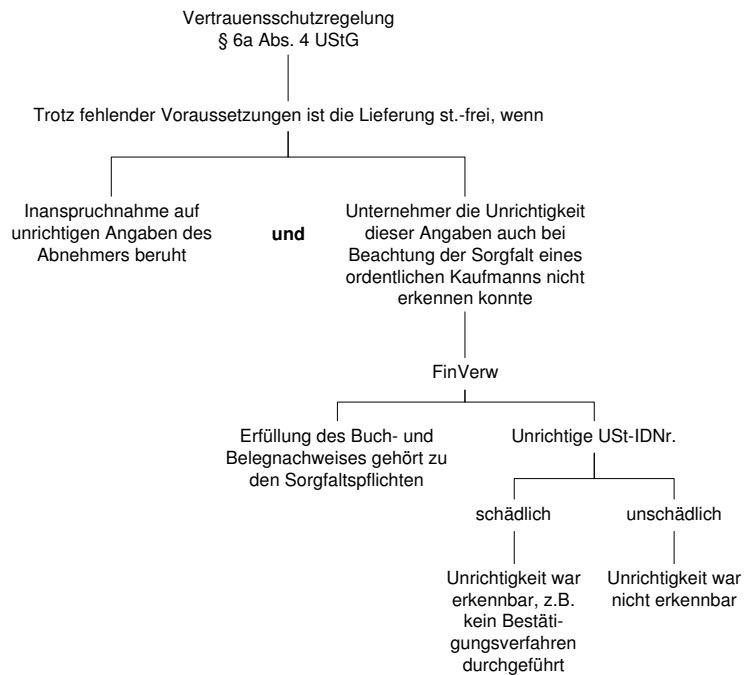 Vertrauensschutzregelung
§ 6a Abs. 4 UStG
Trotz fehlender Voraussetzungen ist die Lieferung st.-frei, wenn
Inanspruchnahme auf
unrichtigen Angaben des
Abnehmers beruht
und
Unternehmer die Unrichtigkeit
dieser Angaben auch bei
Beachtung der Sorgfalt eines
ordentlichen Kaufmanns nicht
erkennen konnte
FinVerw
Erfüllung des Buch- und
Belegnachweises gehört zu
den Sorgfaltspflichten
Unrichtige USt-IDNr.
schädlich
unschädlich
Unrichtigkeit war
erkennbar, z.B.
kein Bestäti-
gungsverfahren
durchgeführt
Unrichtigkeit war
nicht erkennbar